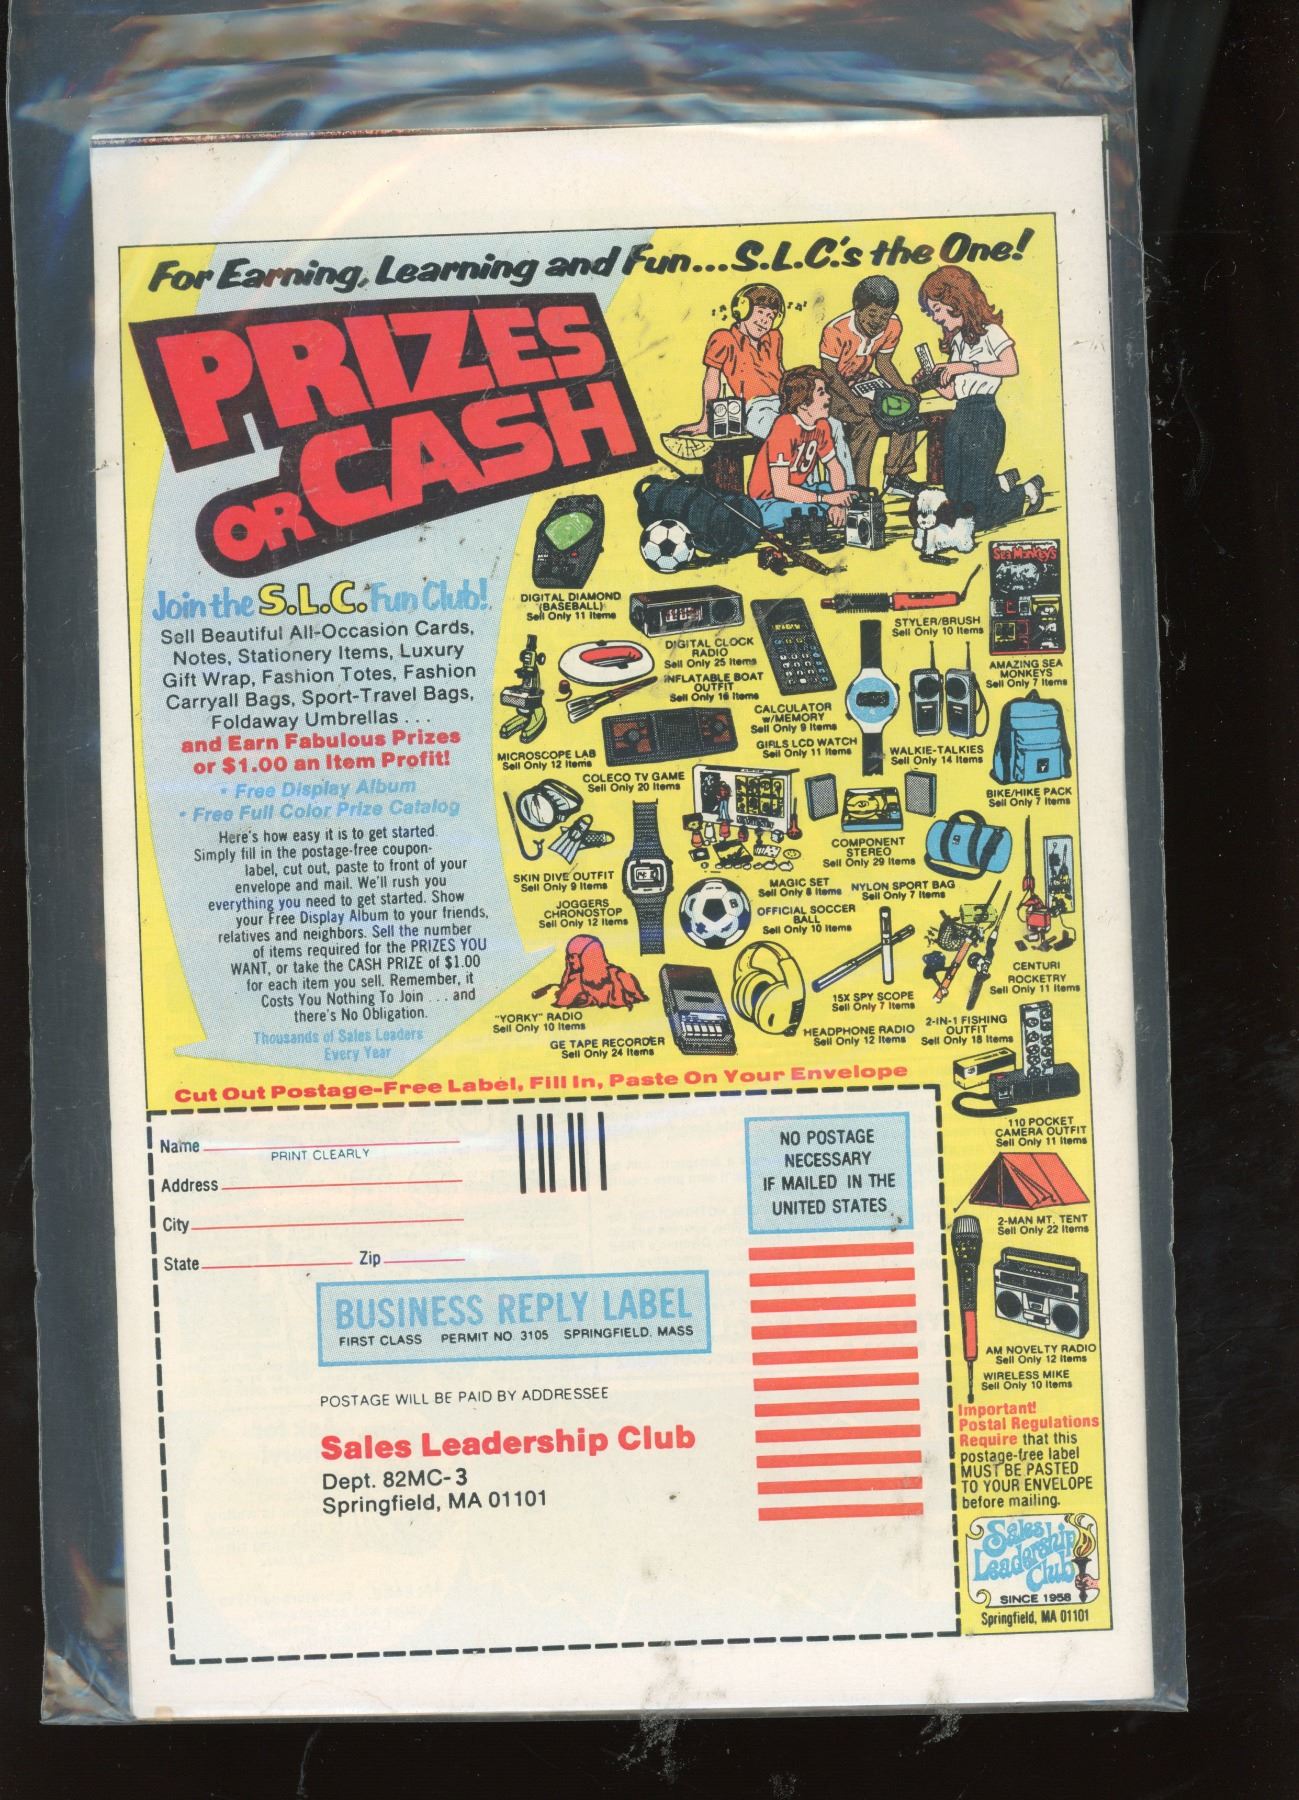 For Earning, Learning and Fun...S.L.C.'s the One!
PRIZES
OR CASH
Join the S.L.C. Fun Club!
Sell Beautiful All-Occasion Cards,
Notes, Stationery Items, Luxury
Gift Wrap, Fashion Totes, Fashion
Carryall Bags, Sport-Travel Bags,
Foldaway Umbrellas . . .
and Earn Fabulous Prizes
or $1.00 an Item Profit!
• Free Display Album
• Free Full Color Prize Catalog
Here's how easy it is to get started.
Simply fill in the postage-free coupon-
label, cut out, paste to front of your
envelope and mail. We'll rush you
everything you need to get started. Show
your Free Display Album to your friends,
relatives and neighbors. Sell the number
of items required for the PRIZES YOU
WANT, or take the CASH PRIZE of $1.00
for each item you sell. Remember, it
Costs You Nothing To Join . . . and
there's No Obligation.
Thousands of Sales Leaders
Every Year
19
DIGITAL DIAMOND
(BASEBALL)
Sell Only 11 Items
DIGITAL CLOCK
RADIO
Sell Only 25 Items
STYLER/BRUSH
Sell Only 10 Items
Sea Monkeys
AMAZING SEA
MONKEYS
Sell Only 7 Items
INFLATABLE BOAT
OUTFIT
Sell Only 16 Items
CALCULATOR
w/MEMORY
Sell Only 9 Items
GIRLS LCD WATCH
Sell Only 11 Items
WALKIE-TALKIES
Sell Only 14 Items
MICROSCOPE LAB
Sell Only 12 Items
COLECO TV GAME
Sell Only 20 Items
BIKE/HIKE PACK
Sell Only 7 Items
COMPONENT
STEREO
Sell Only 29 Items
SKIN DIVE OUTFIT
Sell Only 9 Items
MAGIC SET
Sell Only 8 Items
NYLON SPORT BAG
Sell Only 7 Items
JOGGERS
CHRONOSTOP
Sell Only 12 Items
OFFICIAL SOCCER
BALL
Sell Only 10 Items
CENTURI
ROCKETRY
Sell Only 11 Items
15X SPY SCOPE
Sell Only 7 Items
"YORKY" RADIO
Sell Only 10 Items
GE TAPE RECORDER
Sell Only 24 Items
HEADPHONE RADIO
Sell Only 12 Items
2-IN-1 FISHING
OUTFIT
Sell Only 18 Items
110 POCKET
CAMERA OUTFIT
Sell Only 11 Items
2-MAN MT. TENT
Sell Only 22 Items
AM NOVELTY RADIO
Sell Only 12 Items
WIRELESS MIKE
Sell Only 10 Items
Cut Out Postage-Free Label, Fill In, Paste On Your Envelope
Name
PRINT CLEARLY
Address
City
State Zip
NO POSTAGE
NECESSARY
IF MAILED IN THE
UNITED STATES
BUSINESS REPLY LABEL
FIRST CLASS PERMIT NO. 3105 SPRINGFIELD, MASS
POSTAGE WILL BE PAID BY ADDRESSEE
Sales Leadership Club
Dept. 82MC-3
Springfield, MA 01101
Important!
Postal Regulations
Require that this
postage-free label
MUST BE PASTED
TO YOUR ENVELOPE
before mailing.
Sales
Leadership
Club
SINCE 1958
Springfield, MA 01101